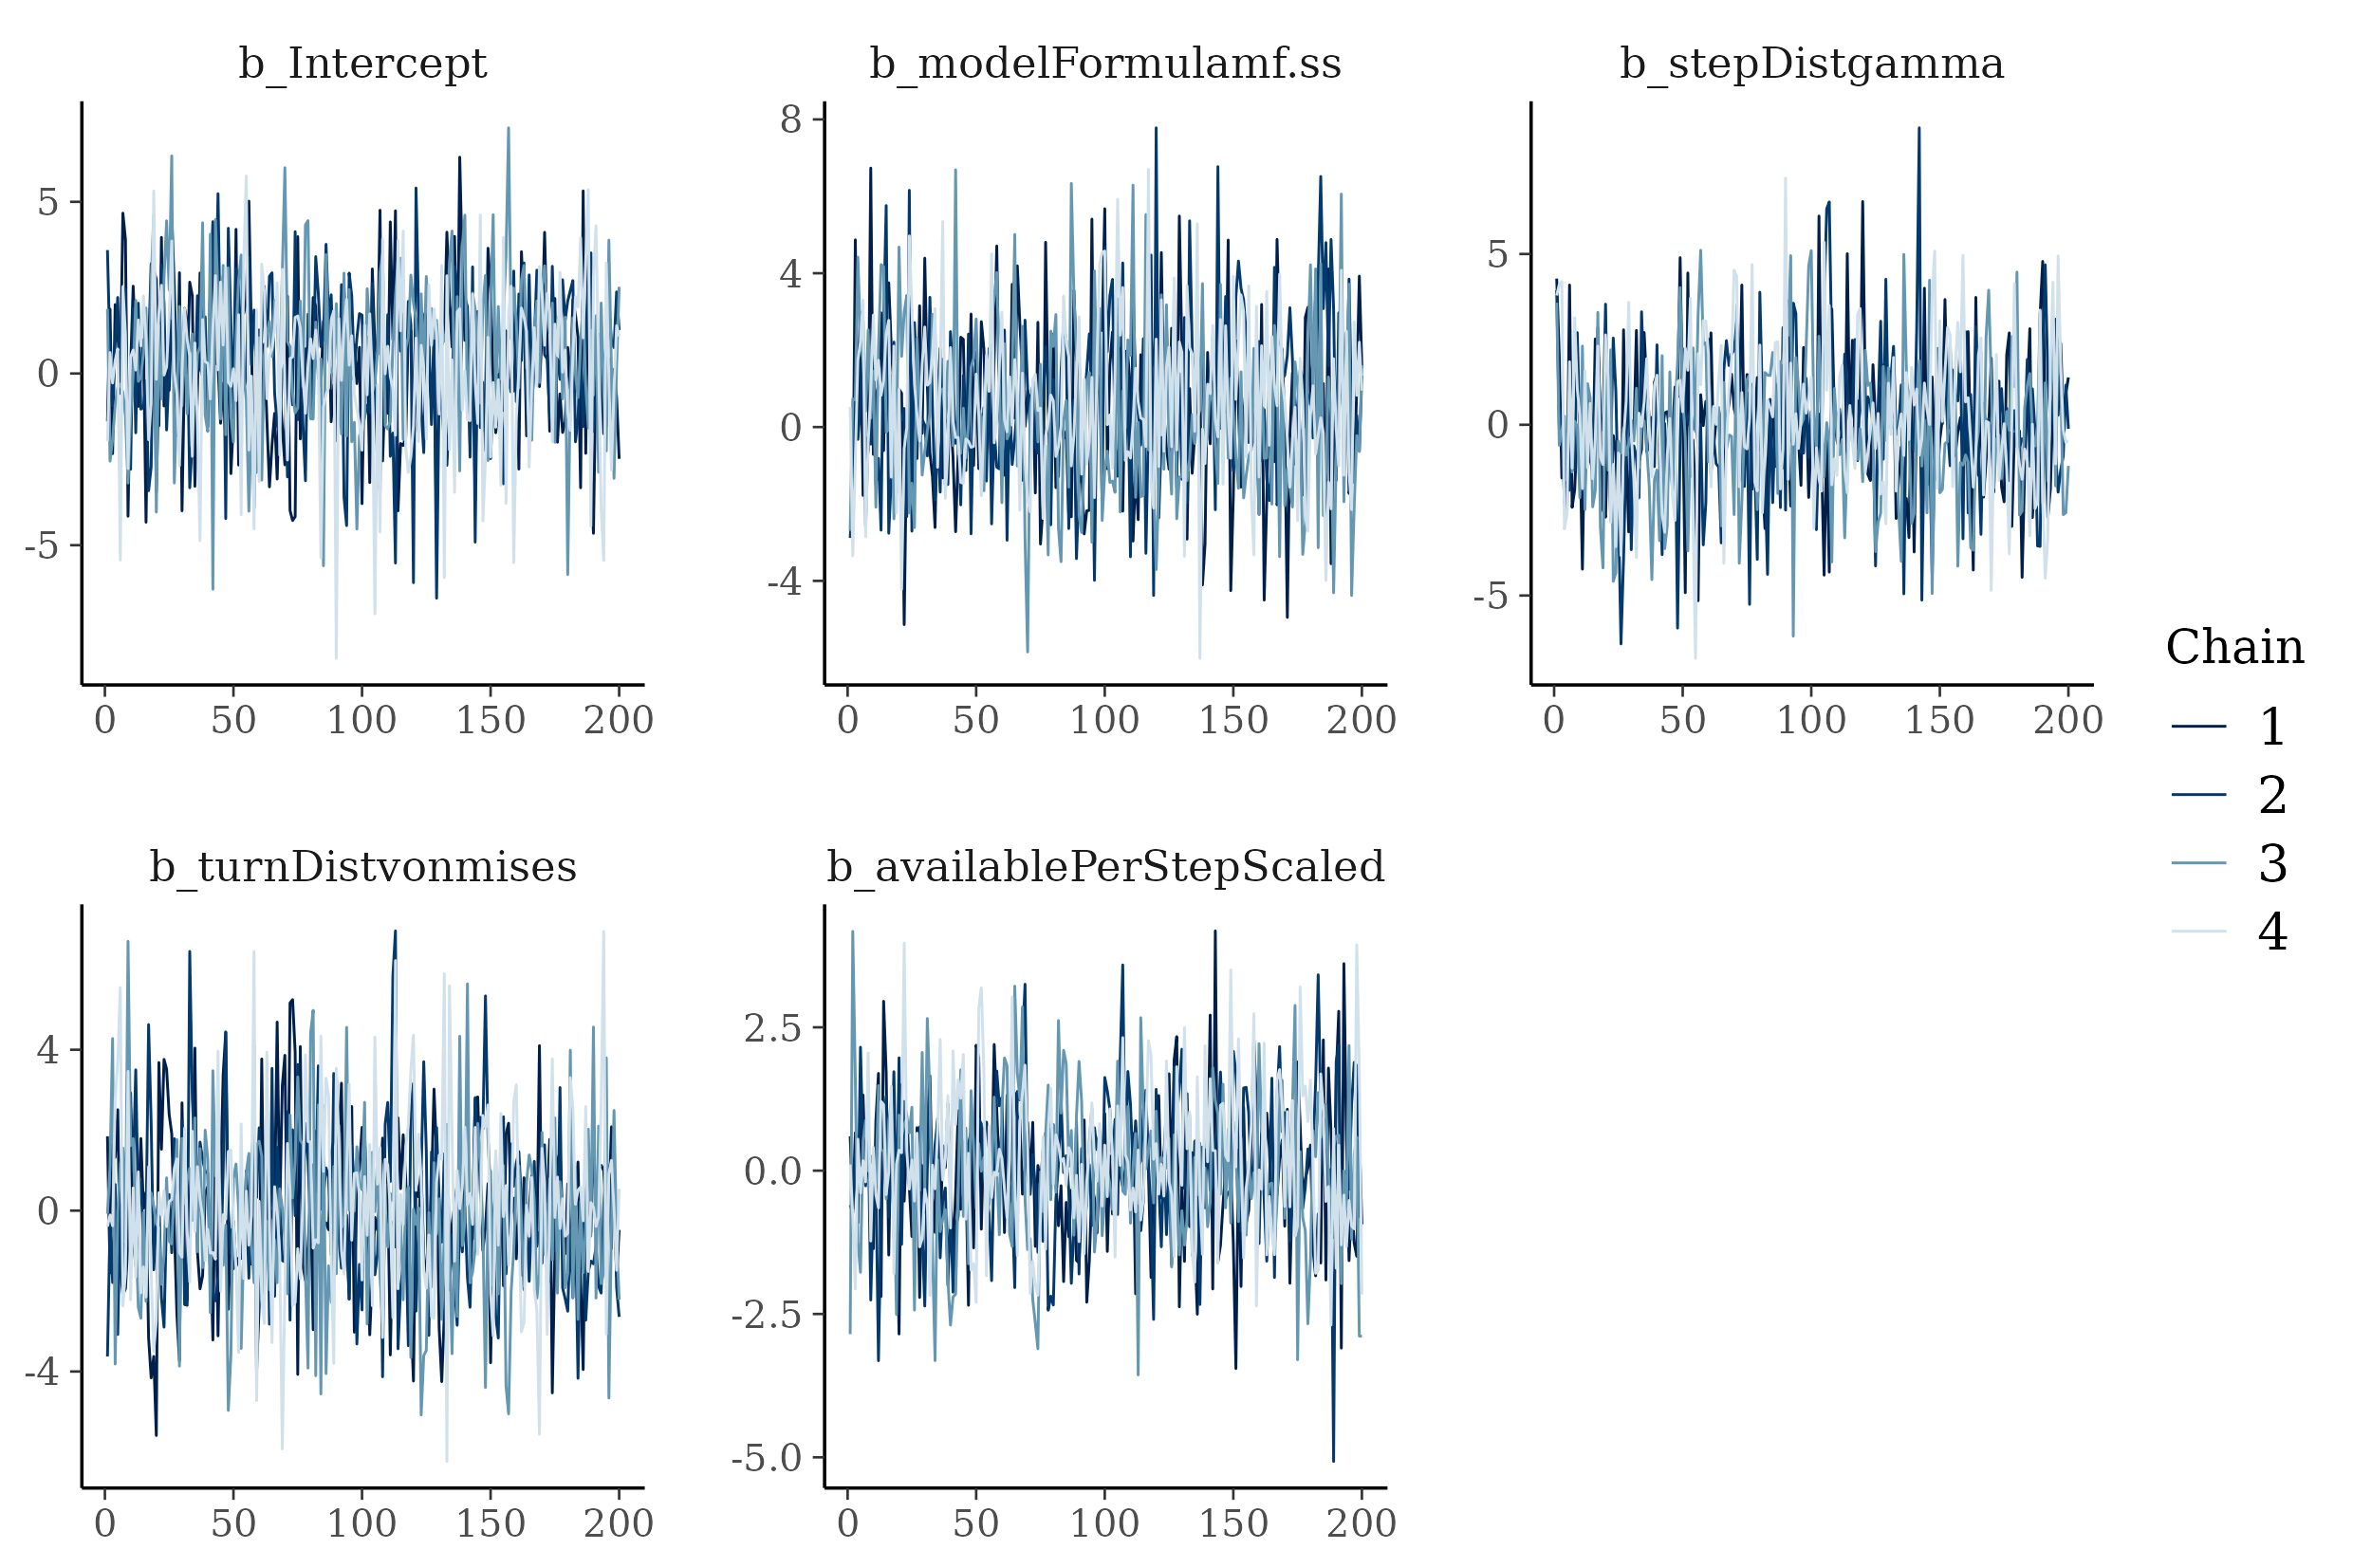 b_Intercept
b_modelFormulamf.ss
b_stepDistgamma
5
0
-5
0 50 100 150 200
8
4
0
-4
0 50 100 150 200
5
0
-5
0 50 100 150 200
Chain
1
2
3
4
b_turnDistvonmises
b_availablePerStepScaled
4
0
-4
0 50 100 150 200
2.5
0.0
-2.5
-5.0
0 50 100 150 200